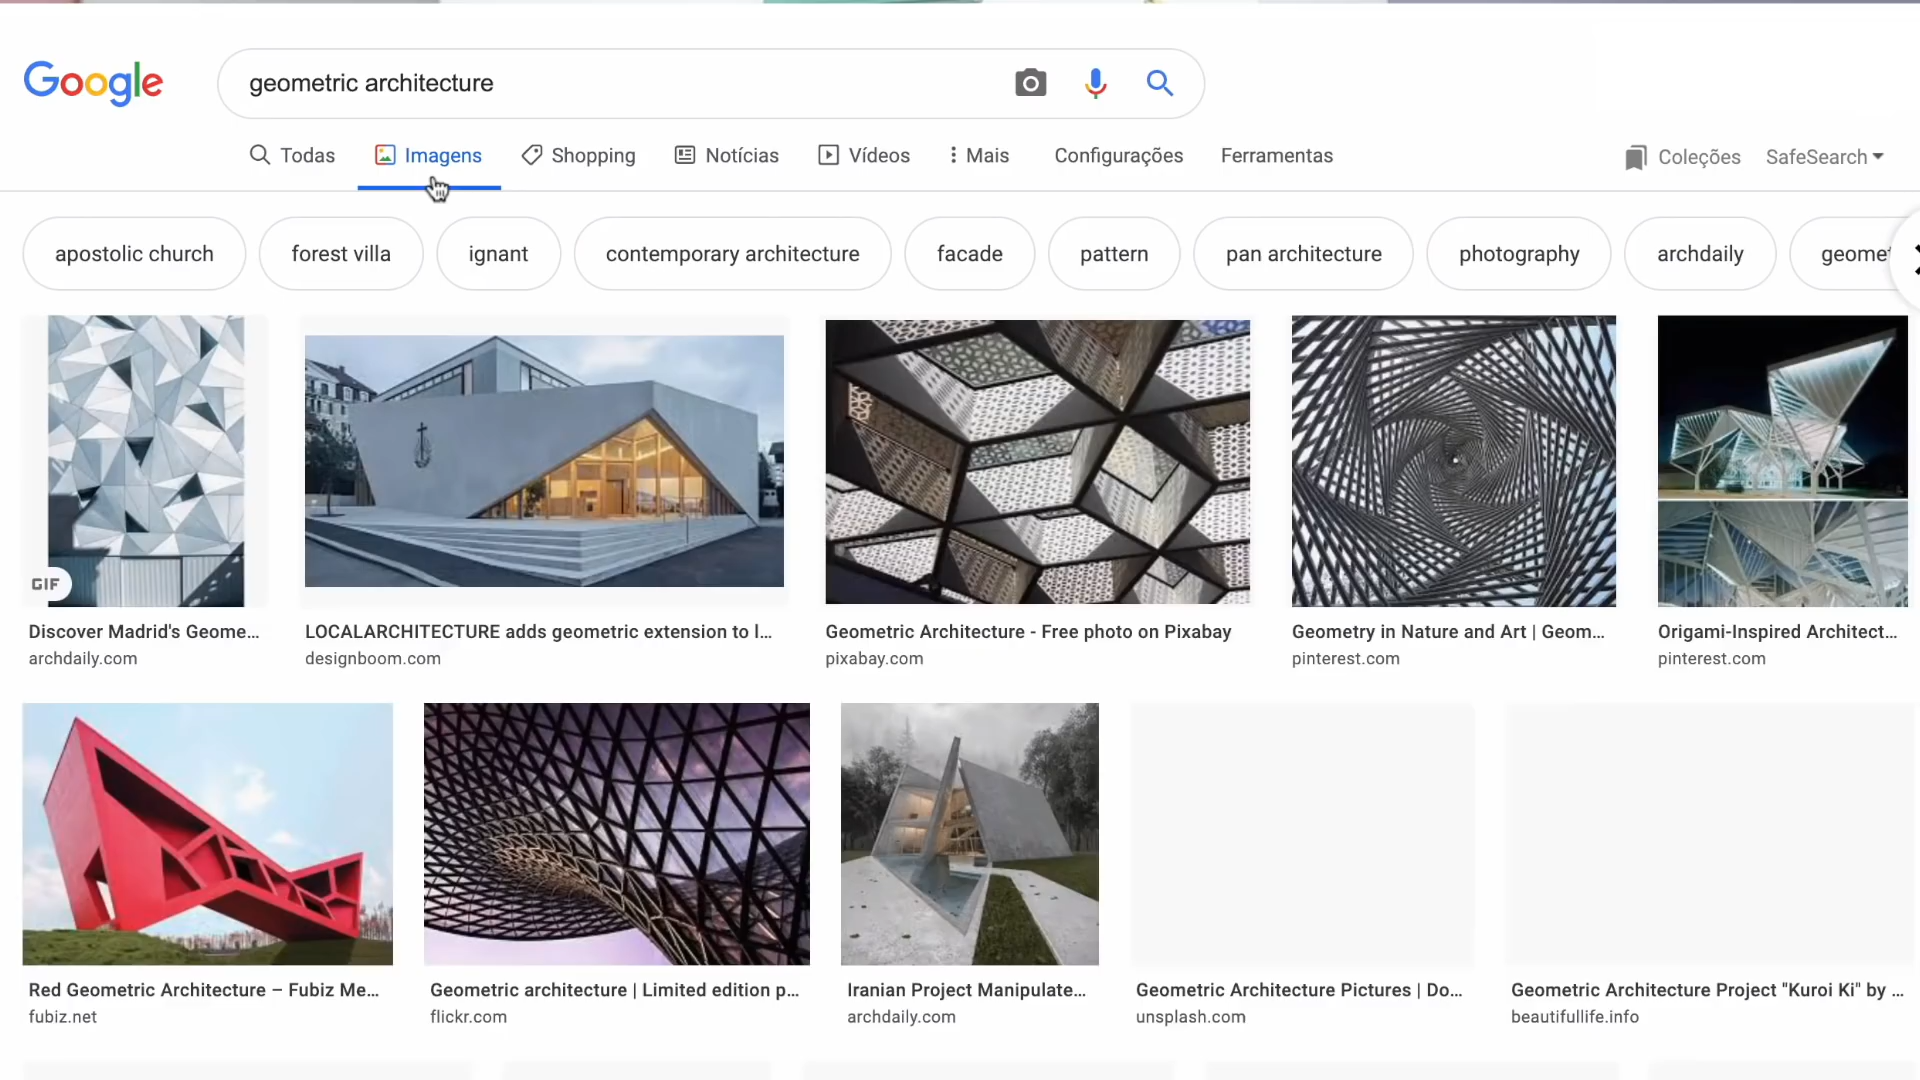 Google
geometric architecture
Todas
Imagens
Shopping
Notícias
Vídeos
Mais
Configurações
Ferramentas
Coleções
SafeSearch
apostolic church
forest villa
ignant
contemporary architecture
facade
pattern
pan architecture
photography
archdaily
geomet
GIF
Discover Madrid's Geome...
archdaily.com
LOCALARCHITECTURE adds geometric extension to l...
designboom.com
Geometric Architecture - Free photo on Pixabay
pixabay.com
Geometry in Nature and Art | Geom...
pinterest.com
Origami-Inspired Architect...
pinterest.com
Red Geometric Architecture – Fubiz Me...
fubiz.net
Geometric architecture | Limited edition p...
flickr.com
Iranian Project Manipulate...
archdaily.com
Geometric Architecture Pictures | Do...
unsplash.com
Geometric Architecture Project "Kuroi Ki" by ...
beautifullife.info